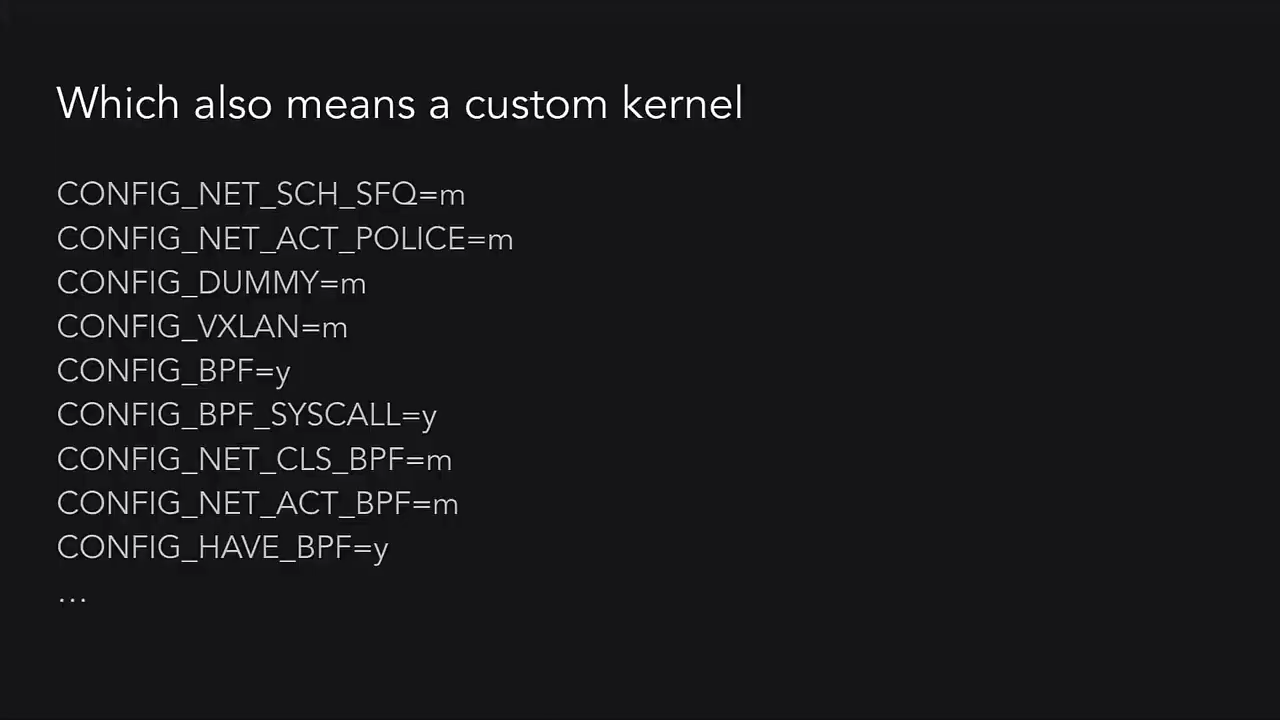 Which also means a custom kernel
CONFIG_NET_SCH_SFQ=m
CONFIG_NET_ACT_POLICE=m
CONFIG_DUMMY=m
CONFIG_VXLAN=m
CONFIG_BPF=y
CONFIG_BPF_SYSCALL=y
CONFIG_NET_CLS_BPF=m
CONFIG_NET_ACT_BPF=m
CONFIG_HAVE_BPF=y
…